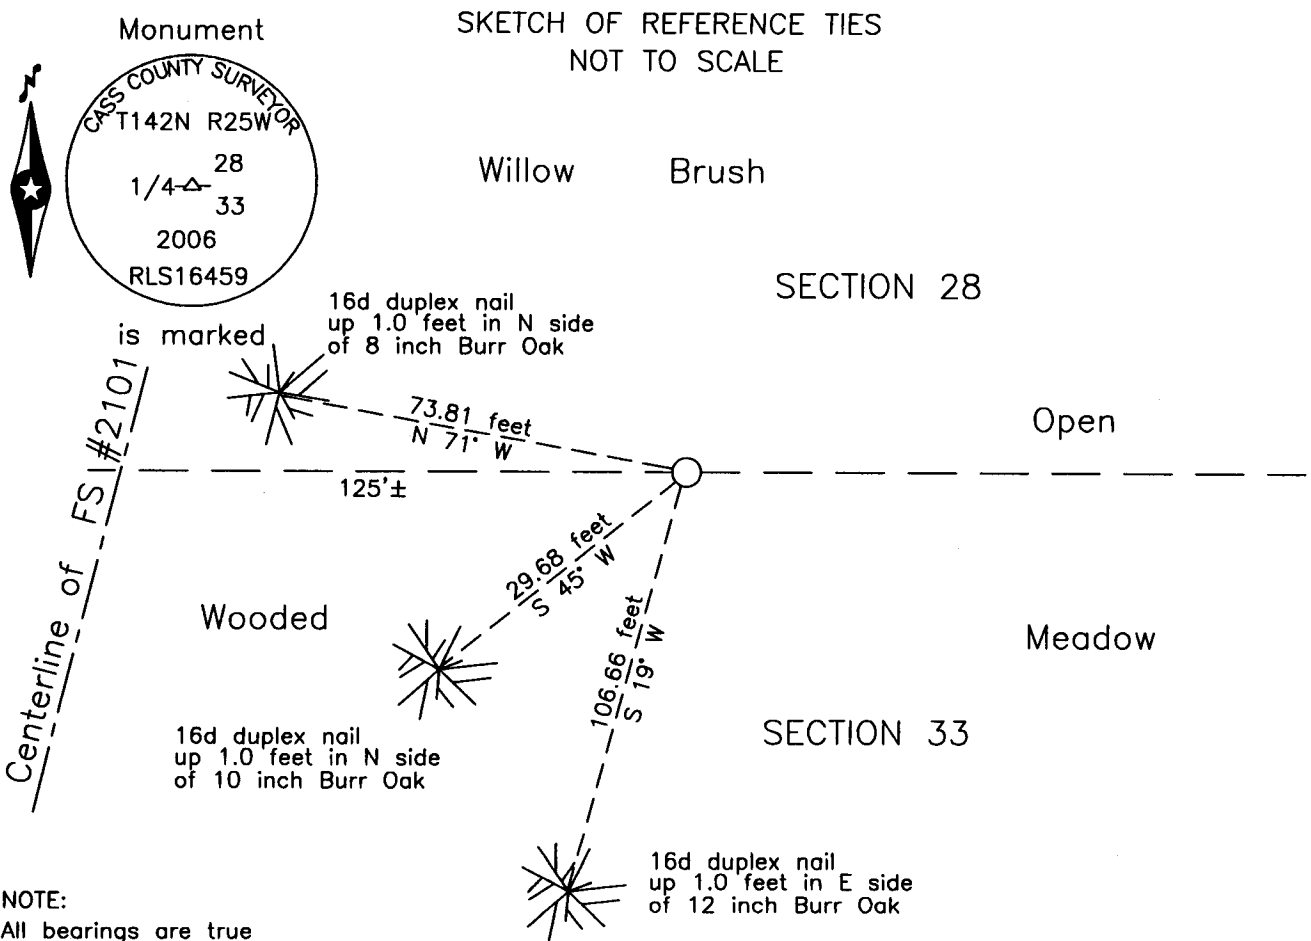 SKETCH OF REFERENCE TIES
NOT TO SCALE
Monument
N
CASS COUNTY SURVEYOR
T142N R25W
28
1/4
33
2006
RLS16459
is marked
Willow Brush
SECTION 28
16d duplex nail
up 1.0 feet in N side
of 8 inch Burr Oak
73.81 feet
N 71° W
Open
125'±
Centerline of FS #2101
29.68 feet
S 45° W
106.66 feet
S 19° W
Wooded
Meadow
SECTION 33
16d duplex nail
up 1.0 feet in N side
of 10 inch Burr Oak
16d duplex nail
up 1.0 feet in E side
of 12 inch Burr Oak
NOTE:
All bearings are true